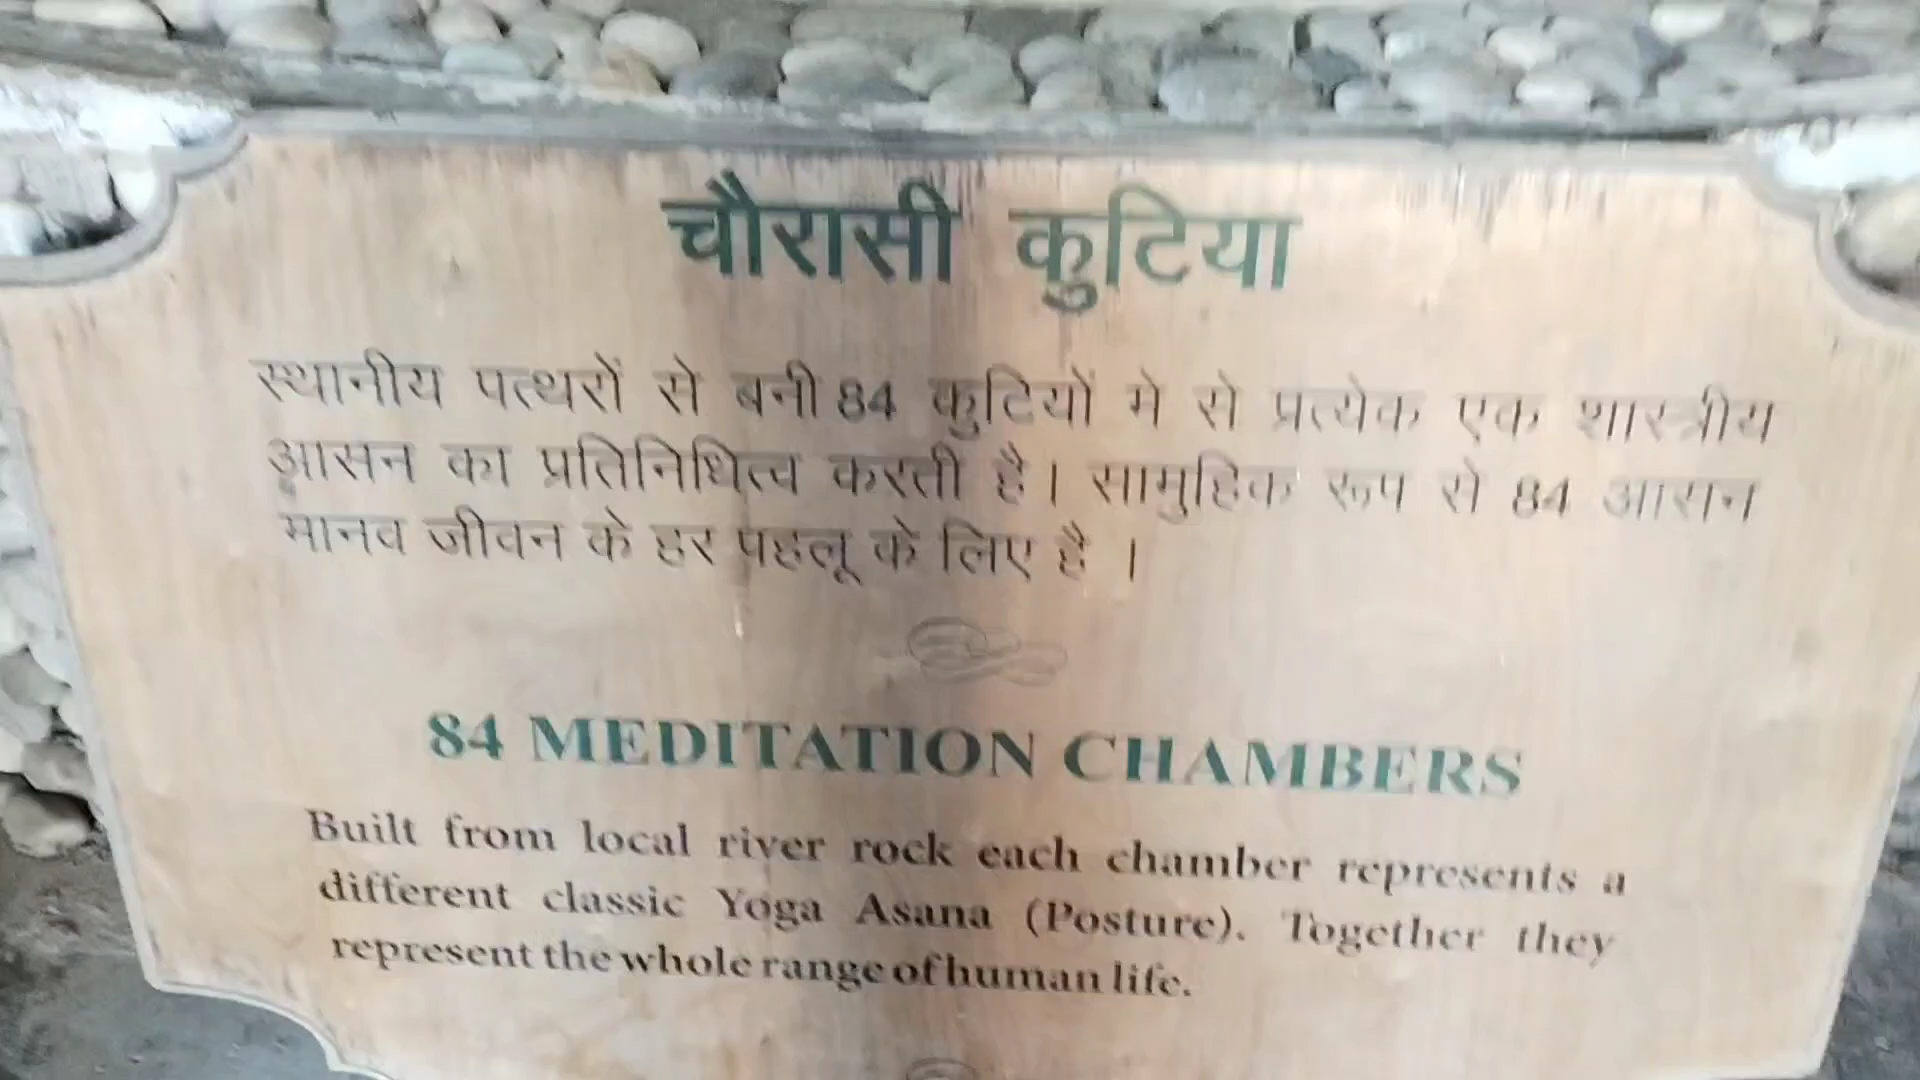 चौरासी कुटिया
स्थानीय पत्थरों से बनी 84 कुटियों मे से प्रत्येक एक शास्त्रीय
आसन का प्रतिनिधित्व करती है। सामुहिक रूप से 84 आसन
मानव जीवन के हर पहलू के लिए है ।
84 MEDITATION CHAMBERS
Built from local river rock each chamber represents a
different classic Yoga Asana (Posture). Together they
represent the whole range of human life.